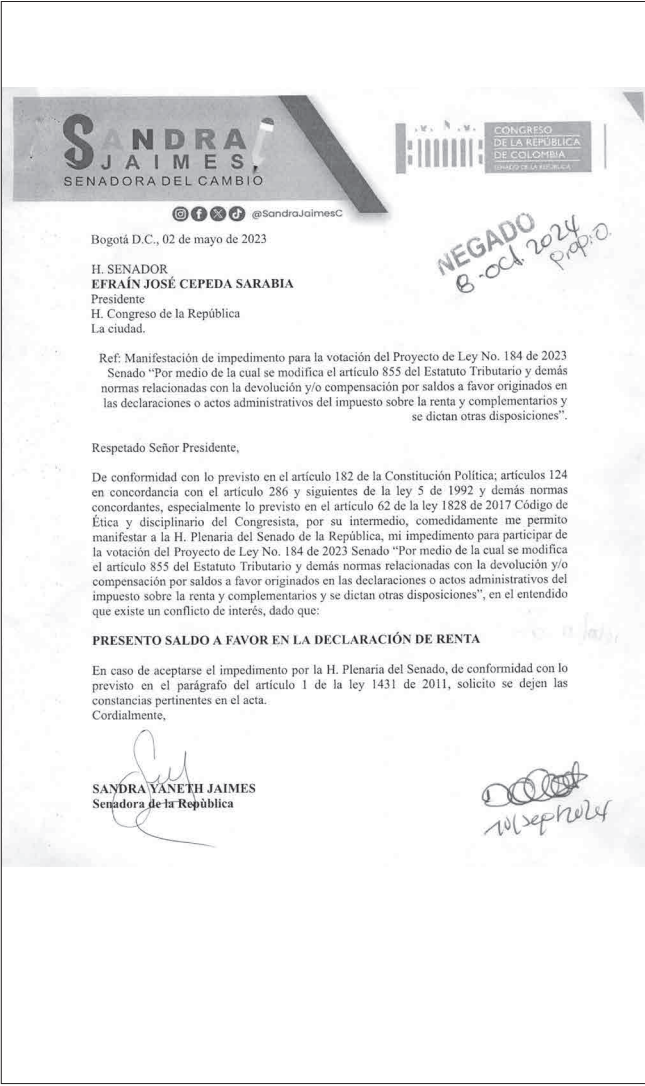 SANDRA
JAIMES,
SENADORA DEL CAMBIO
CONGRESO
DE LA REPÚBLICA
DE COLOMBIA
SENADO DE LA REPÚBLICA
@SandraJaimesC
Bogotá D.C., 02 de mayo de 2023
NEGADO
8-oct. 2024
H. SENADOR
EFRAÍN JOSÉ CEPEDA SARABIA
Presidente
H. Congreso de la República
La ciudad.
Ref: Manifestación de impedimento para la votación del Proyecto de Ley No. 184 de 2023
Senado “Por medio de la cual se modifica el artículo 855 del Estatuto Tributario y demás
normas relacionadas con la devolución y/o compensación por saldos a favor originados en
las declaraciones o actos administrativos del impuesto sobre la renta y complementarios y
se dictan otras disposiciones”.
Respetado Señor Presidente,
De conformidad con lo previsto en el artículo 182 de la Constitución Política; artículos 124
en concordancia con el artículo 286 y siguientes de la ley 5 de 1992 y demás normas
concordantes, especialmente lo previsto en el artículo 62 de la ley 1828 de 2017 Código de
Ética y disciplinario del Congresista, por su intermedio, comedidamente me permito
manifestar a la H. Plenaria del Senado de la República, mi impedimento para participar de
la votación del Proyecto de Ley No. 184 de 2023 Senado “Por medio de la cual se modifica
el artículo 855 del Estatuto Tributario y demás normas relacionadas con la devolución y/o
compensación por saldos a favor originados en las declaraciones o actos administrativos del
impuesto sobre la renta y complementarios y se dictan otras disposiciones”, en el entendido
que existe un conflicto de interés, dado que:
PRESENTO SALDO A FAVOR EN LA DECLARACIÓN DE RENTA
En caso de aceptarse el impedimento por la H. Plenaria del Senado, de conformidad con lo
previsto en el parágrafo del artículo 1 de la ley 1431 de 2011, solicito se dejen las
constancias pertinentes en el acta.
Cordialmente,
SANDRA YANETH JAIMES
Senadora de la Repùblica
10/sept/2024